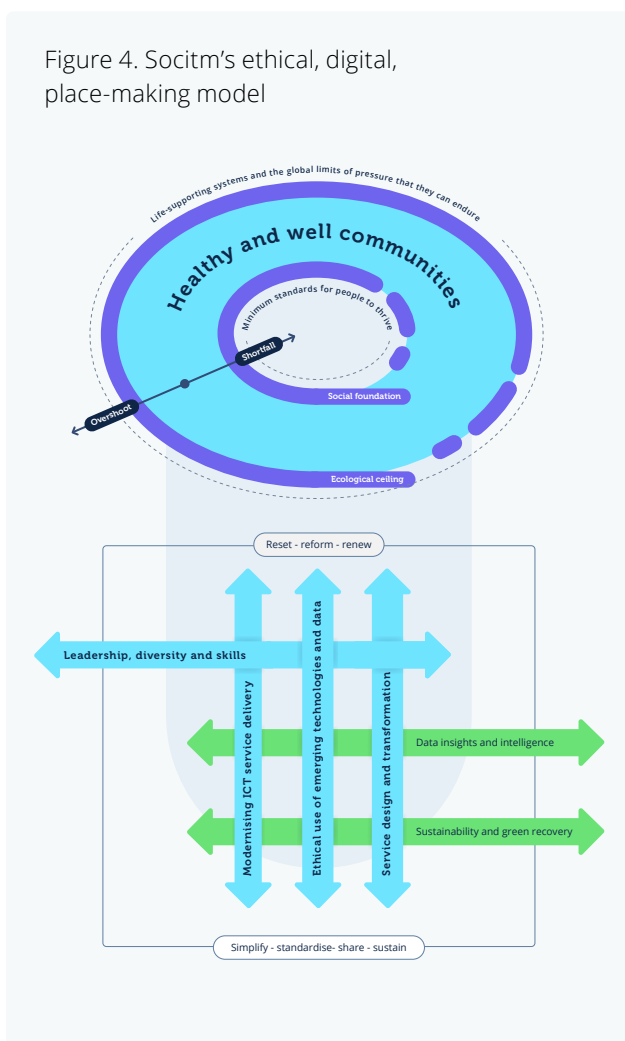 Figure 4. Socitm’s ethical, digital,
place-making model
Life-supporting systems and the global limits of pressure that they can endure
Healthy and well communities
Minimum standards for people to thrive
Shortfall
Overshoot
Social foundation
Ecological ceiling
Reset - reform - renew
Leadership, diversity and skills
Modernising ICT service delivery
Ethical use of emerging technologies and data
Service design and transformation
Data insights and intelligence
Sustainability and green recovery
Simplify - standardise- share - sustain